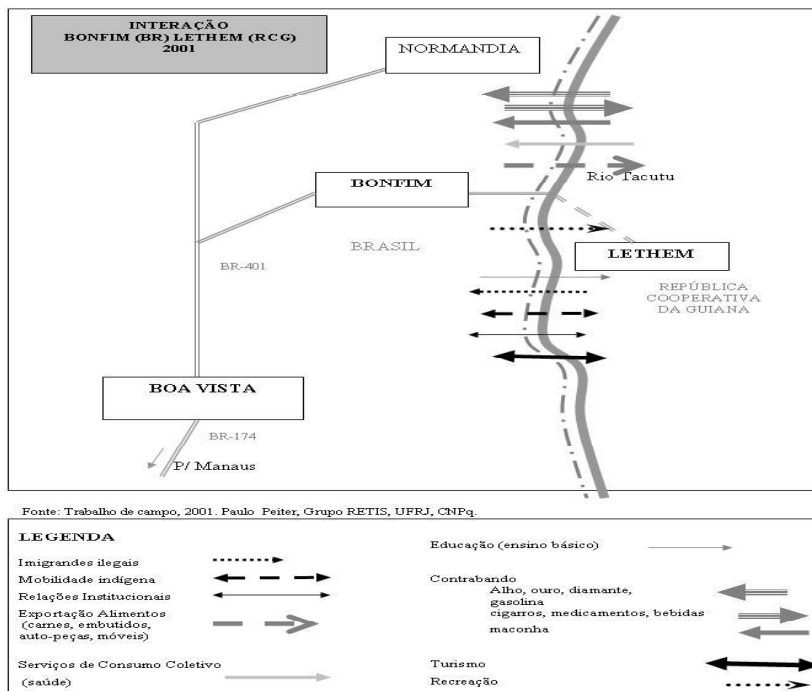 INTERAÇÃO
BONFIM (BR) LETHEM (RCG)
2001
NORMANDIA
Rio Tacutu
BONFIM
BRASIL
LETHEM
BR-401
REPÚBLICA
COOPERATIVA
DA GUIANA
BOA VISTA
BR-174
P/ Manaus
Fonte: Trabalho de campo, 2001. Paulo Peiter, Grupo RETIS, UFRJ, CNPq.
LEGENDA
Imigrandes ilegais
Mobilidade indígena
Relações Institucionais
Exportação Alimentos
(carnes, embutidos,
auto-peças, móveis)
Serviços de Consumo Coletivo
(saúde)
Educação (ensino básico)
Contrabando
Alho, ouro, diamante,
gasolina
cigarros, medicamentos, bebidas
maconha
Turismo
Recreação